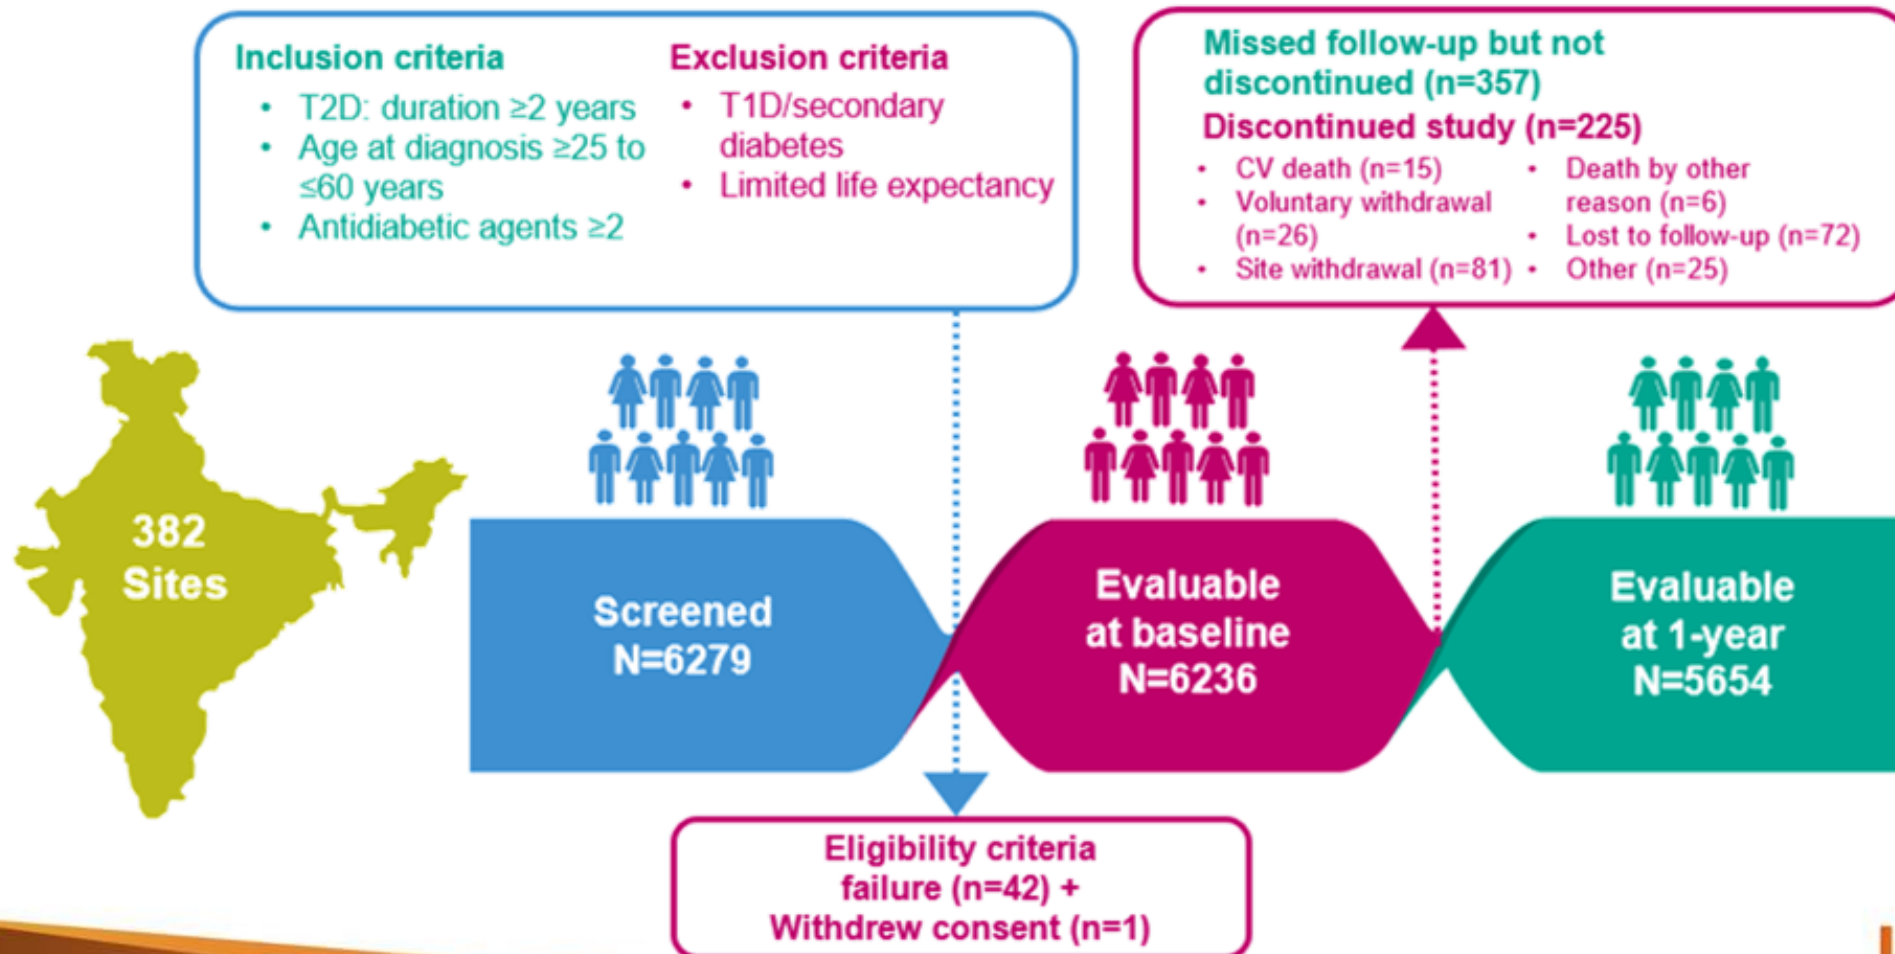 Inclusion criteria
• T2D: duration ≥2 years
• Age at diagnosis ≥25 to
≤60 years
• Antidiabetic agents ≥2
Exclusion criteria
• T1D/secondary
diabetes
• Limited life expectancy
Missed follow-up but not
discontinued (n=357)
Discontinued study (n=225)
• CV death (n=15)
• Voluntary withdrawal
(n=26)
• Site withdrawal (n=81)
• Death by other
reason (n=6)
• Lost to follow-up (n=72)
• Other (n=25)
382
Sites
Screened
N=6279
Evaluable
at baseline
N=6236
Evaluable
at 1-year
N=5654
Eligibility criteria
failure (n=42) +
Withdrew consent (n=1)